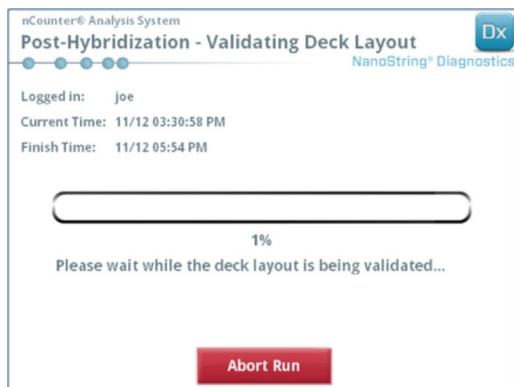 nCounter® Analysis System
Post-Hybridization - Validating Deck Layout
Dx
NanoString® Diagnostics
Logged in: joe
Current Time: 11/12 03:30:58 PM
Finish Time: 11/12 05:54 PM
1%
Please wait while the deck layout is being validated...
Abort Run